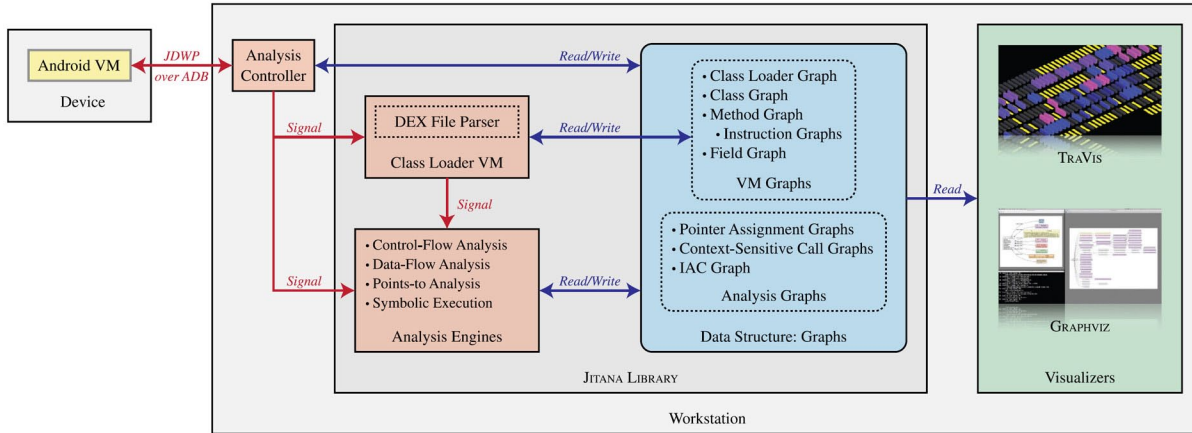 Android VM
Device
JDWP
over ADB
Analysis
Controller
Read/Write
Signal
DEX File Parser
Class Loader VM
Read/Write
Signal
Signal
• Control-Flow Analysis
• Data-Flow Analysis
• Points-to Analysis
• Symbolic Execution
Analysis Engines
Read/Write
• Class Loader Graph
• Class Graph
• Method Graph
• Instruction Graphs
• Field Graph
VM Graphs
• Pointer Assignment Graphs
• Context-Sensitive Call Graphs
• IAC Graph
Analysis Graphs
Data Structure: Graphs
JITANA LIBRARY
Read
TRAVIS
GRAPHVIZ
Visualizers
Workstation